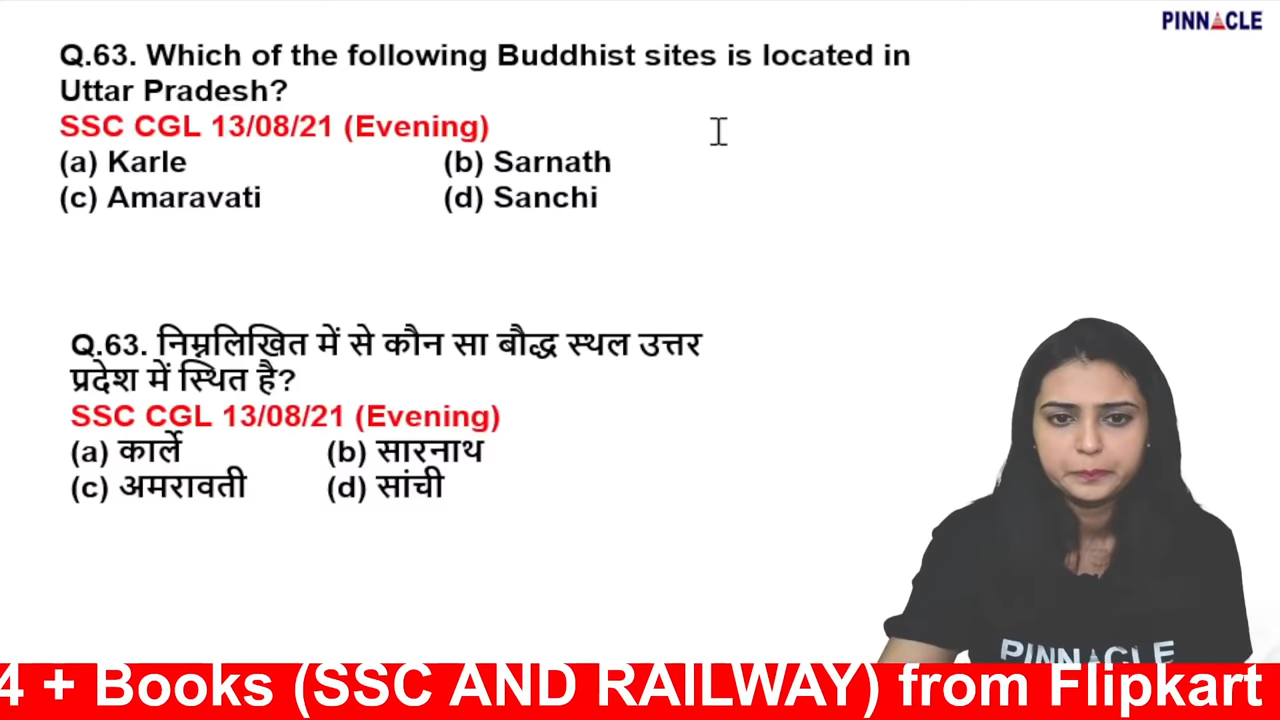 PINNACLE
Q.63. Which of the following Buddhist sites is located in
Uttar Pradesh?
SSC CGL 13/08/21 (Evening)
(a) Karle (b) Sarnath
(c) Amaravati (d) Sanchi
Q.63. निम्नलिखित में से कौन सा बौद्ध स्थल उत्तर
प्रदेश में स्थित है?
SSC CGL 13/08/21 (Evening)
(a) कार्ले (b) सारनाथ
(c) अमरावती (d) सांची
PINNACLE
4 + Books (SSC AND RAILWAY) from Flipkart